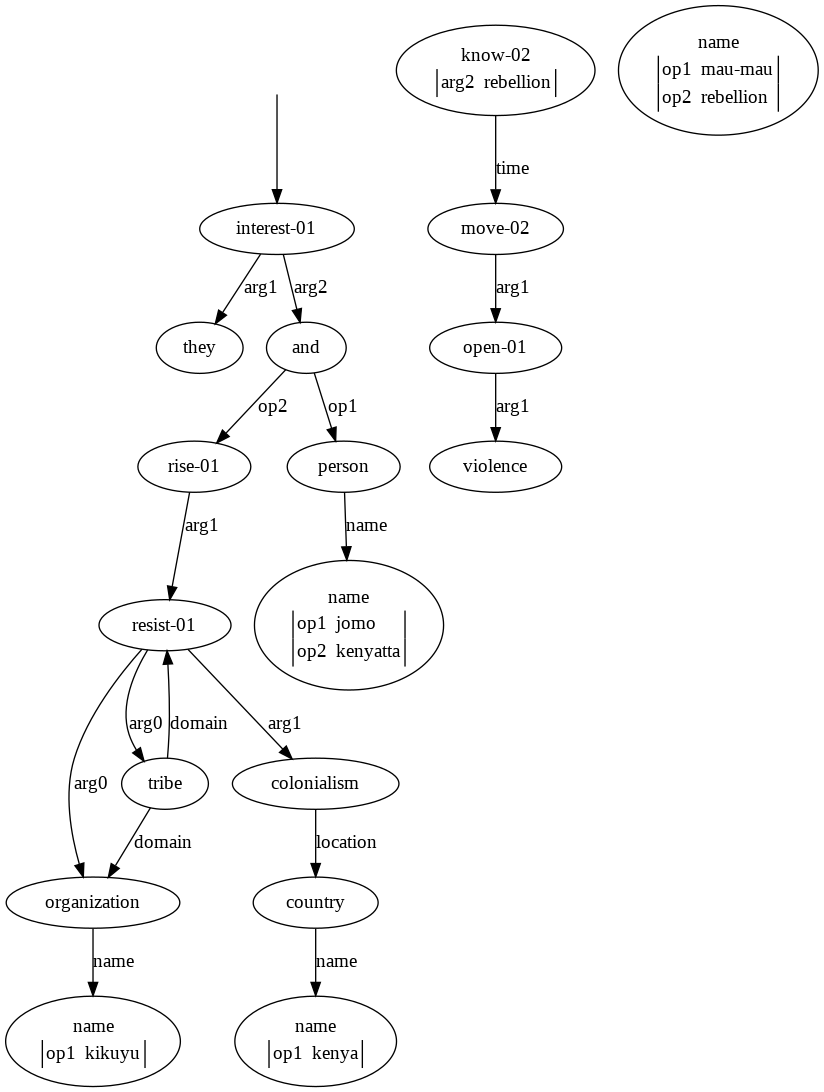 know-02
arg2 rebellion
name
op1 mau-mau
op2 rebellion
time
interest-01
move-02
arg1
arg2
arg1
they
and
open-01
op2
op1
arg1
rise-01
person
violence
arg1
name
name
op1 jomo
op2 kenyatta
resist-01
arg0
domain
arg1
arg0
tribe
colonialism
domain
location
organization
country
name
name
name
op1 kikuyu
name
op1 kenya